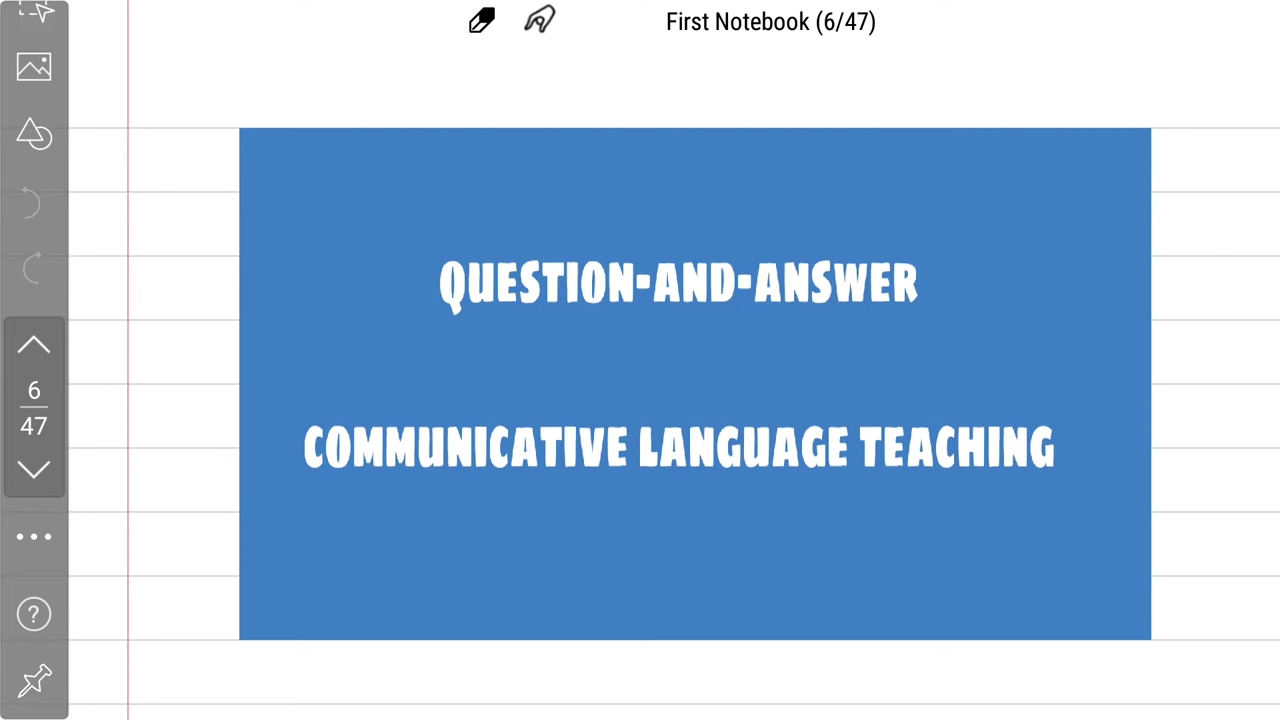 First Notebook (6/47)
QUESTION-AND-ANSWER
6
47
COMMUNICATIVE LANGUAGE TEACHING
?